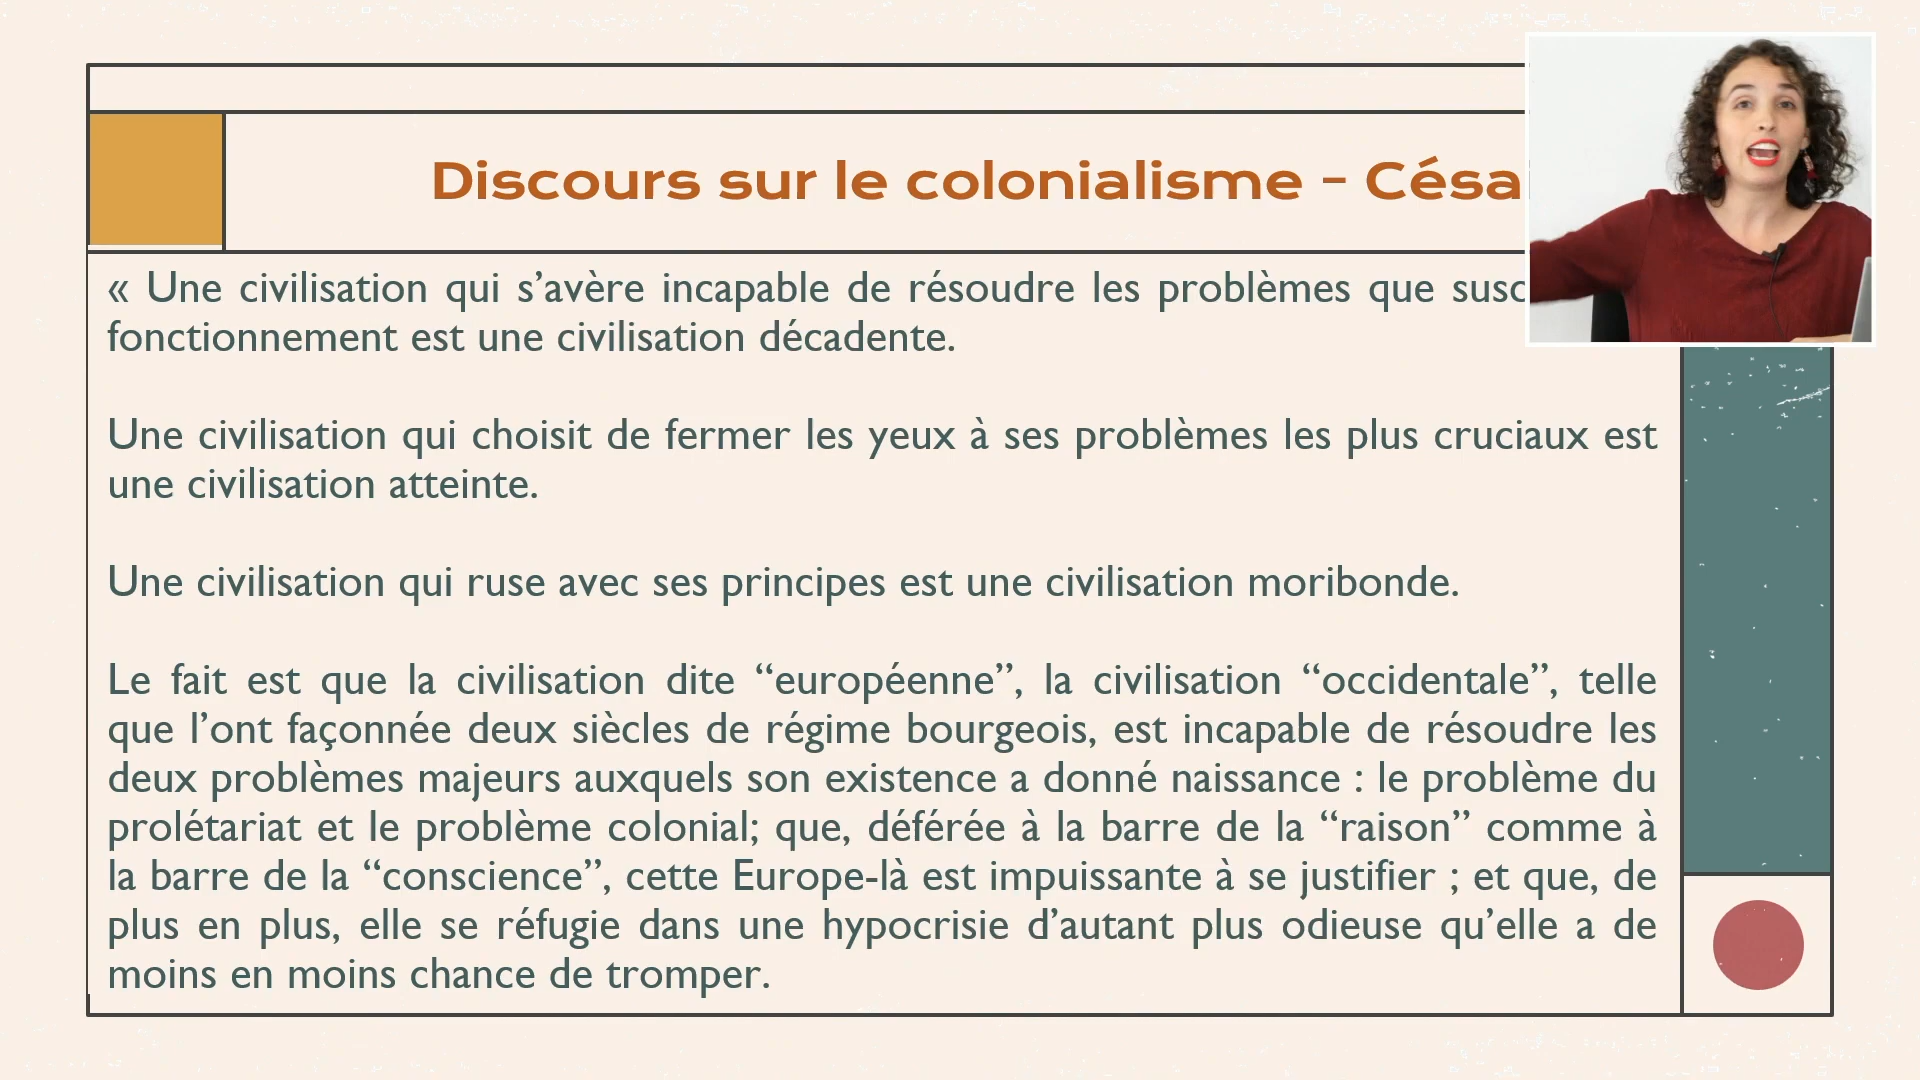 Discours sur le colonialisme - Césai
« Une civilisation qui s’avère incapable de résoudre les problèmes que susc
fonctionnement est une civilisation décadente.
Une civilisation qui choisit de fermer les yeux à ses problèmes les plus cruciaux est
une civilisation atteinte.
Une civilisation qui ruse avec ses principes est une civilisation moribonde.
Le fait est que la civilisation dite “européenne”, la civilisation “occidentale”, telle
que l’ont façonnée deux siècles de régime bourgeois, est incapable de résoudre les
deux problèmes majeurs auxquels son existence a donné naissance : le problème du
prolétariat et le problème colonial; que, déférée à la barre de la “raison” comme à
la barre de la “conscience”, cette Europe-là est impuissante à se justifier ; et que, de
plus en plus, elle se réfugie dans une hypocrisie d’autant plus odieuse qu’elle a de
moins en moins chance de tromper.